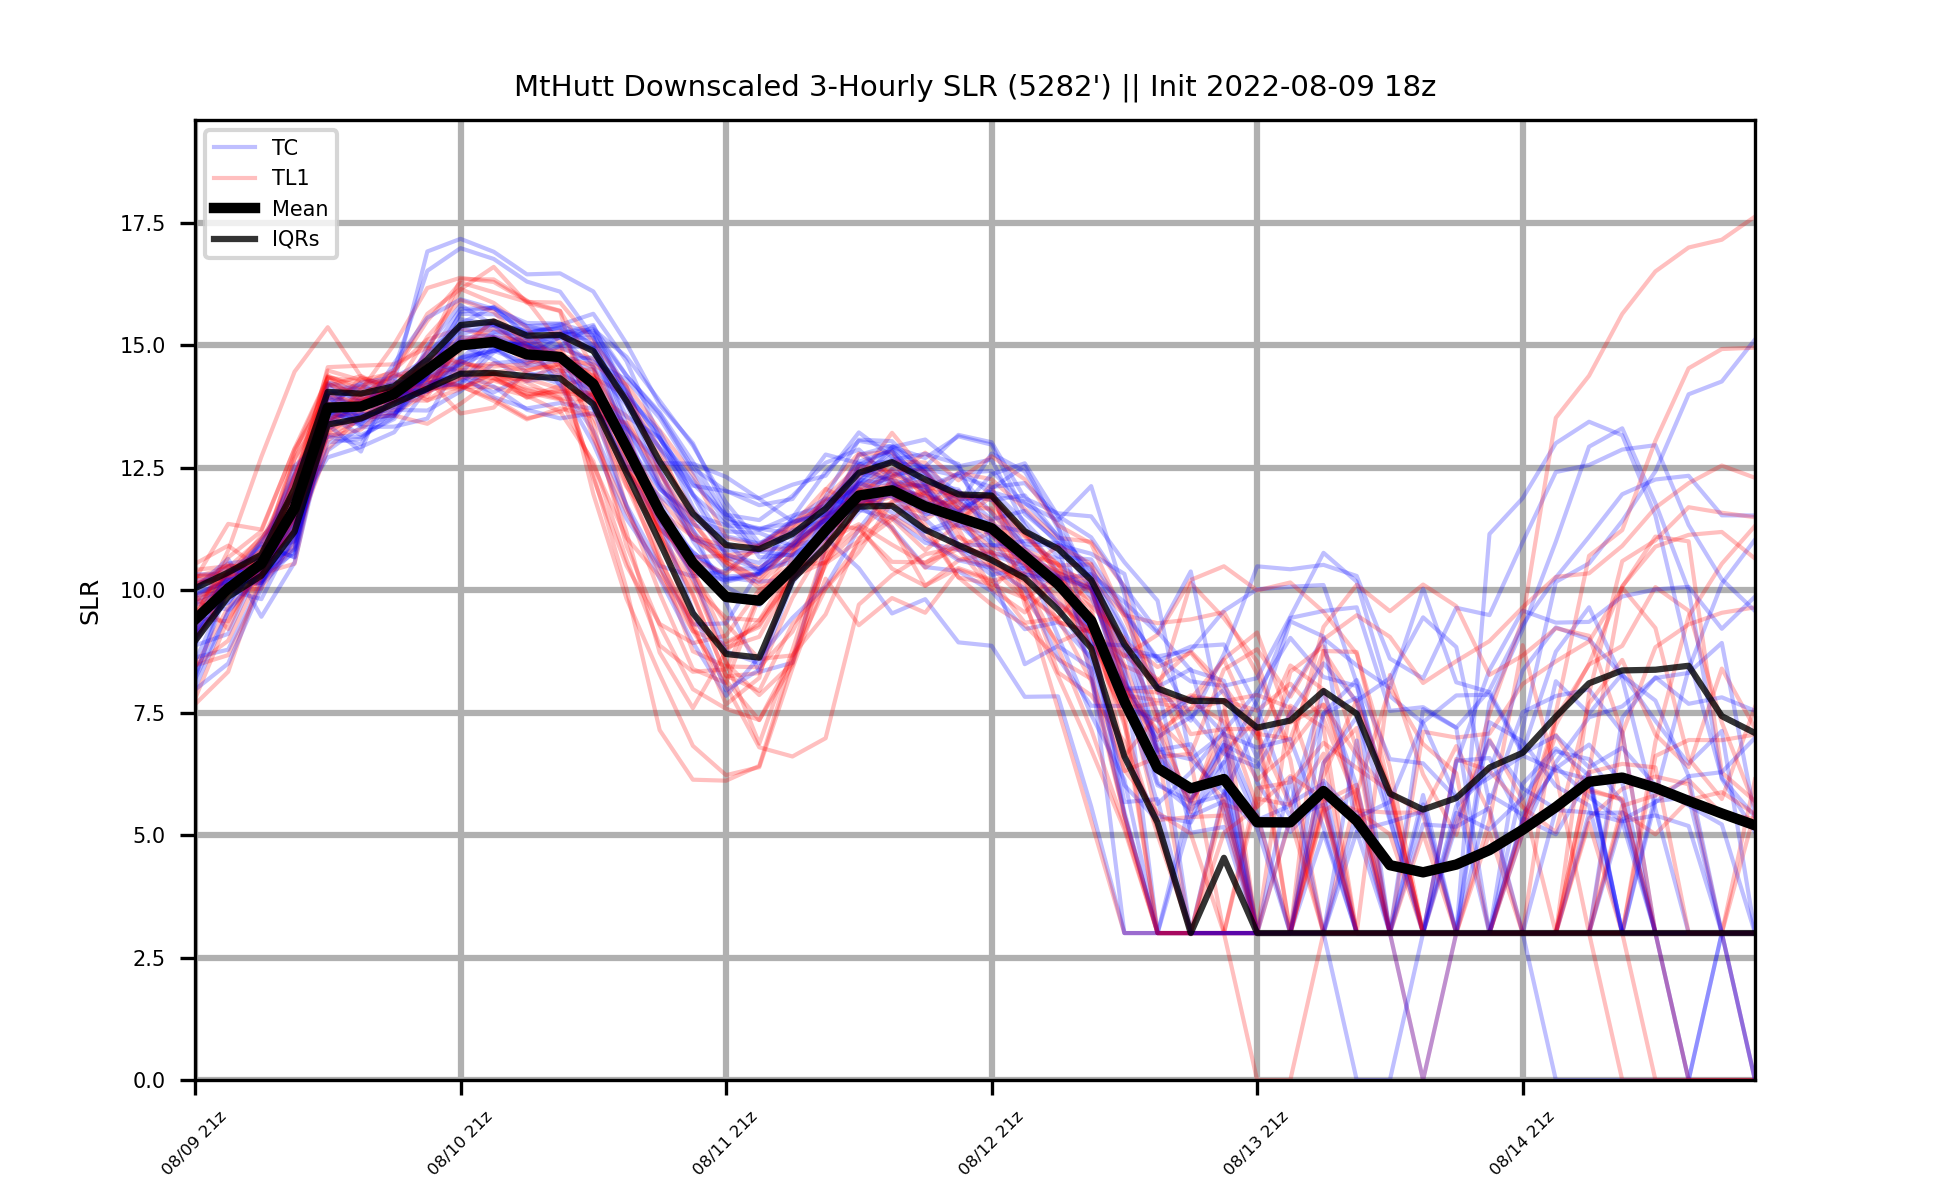 MtHutt Downscaled 3-Hourly SLR (5282') || Init 2022-08-09 18z
TC
TL1
Mean
IQRs
17.5
15.0
12.5
10.0
7.5
5.0
2.5
0.0
SLR
08/09 21z
08/10 21z
08/11 21z
08/12 21z
08/13 21z
08/14 21z